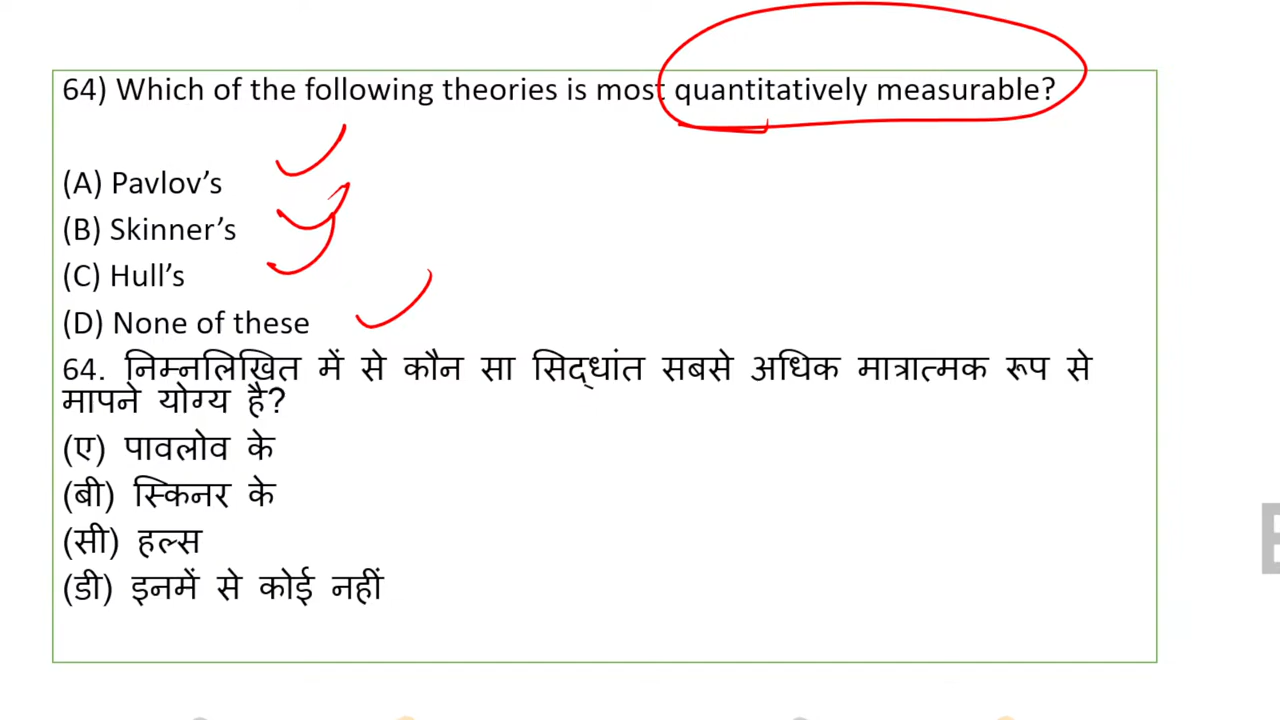 64) Which of the following theories is most quantitatively measurable?
(A) Pavlov’s
(B) Skinner’s
(C) Hull’s
(D) None of these
64. निम्नलिखित में से कौन सा सिद्धांत सबसे अधिक मात्रात्मक रूप से
मापने योग्य है?
(ए) पावलोव के
(बी) स्किनर के
(सी) हल्स
(डी) इनमें से कोई नहीं